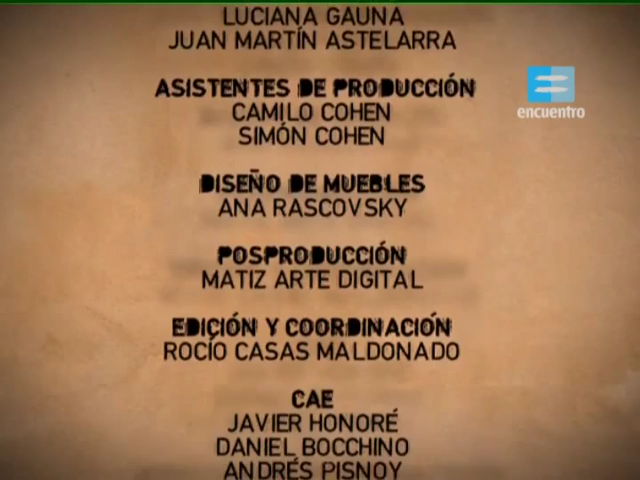 LUCIANA GAUNA
JUAN MARTÍN ASTELARRA
ASISTENTES DE PRODUCCIÓN
CAMILO COHEN
SIMÓN COHEN
encuentro
DISEÑO DE MUEBLES
ANA RASCOVSKY
POSPRODUCCIÓN
MATIZ ARTE DIGITAL
EDICIÓN Y COORDINACIÓN
ROCÍO CASAS MALDONADO
CAE
JAVIER HONORÉ
DANIEL BOCCHINO
ANDRÉS PISNOY